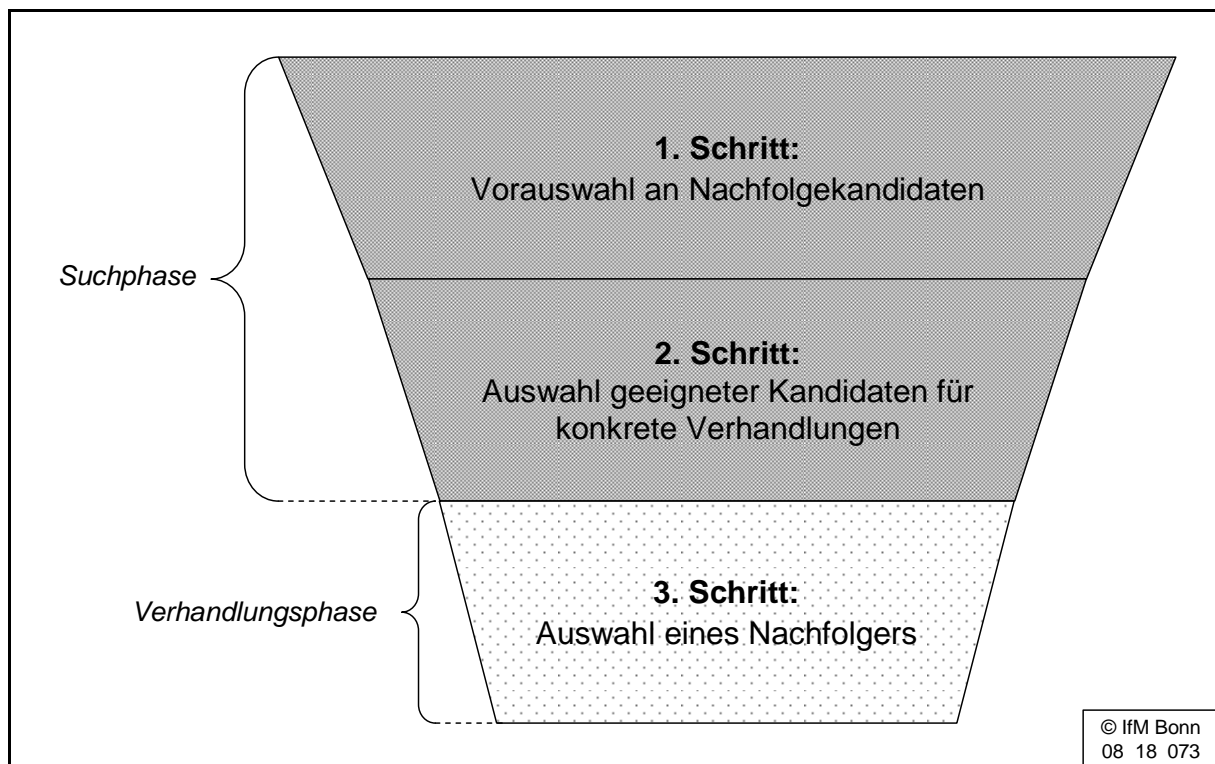 1. Schritt:
Vorauswahl an Nachfolgekandidaten
Suchphase
2. Schritt:
Auswahl geeigneter Kandidaten für
konkrete Verhandlungen
3. Schritt:
Verhandlungsphase
Auswahl eines Nachfolgers
© IfM Bonn
08 18 073